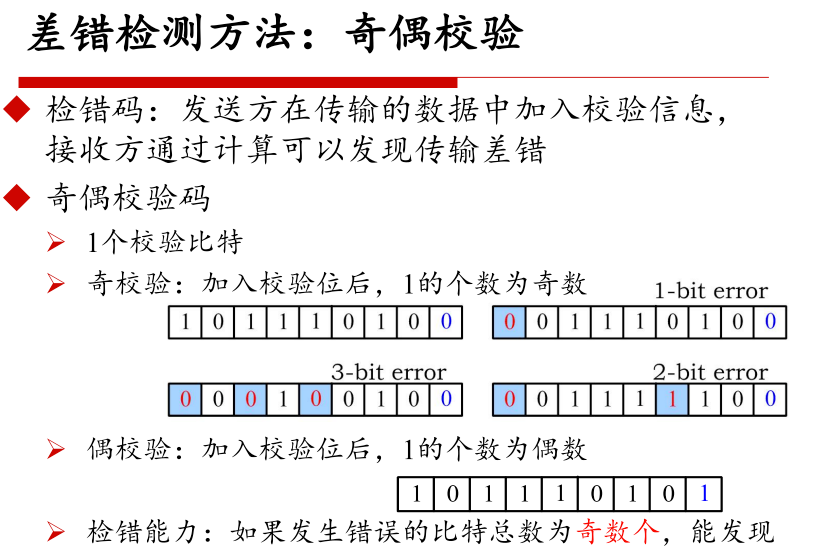 差错检测方法：奇偶校验
检错码：发送方在传输的数据中加入校验信息，
接收方通过计算可以发现传输差错
奇偶校验码
1个校验比特
奇校验：加入校验位后，1的个数为奇数
1-bit error
1 0 1 1 1 0 1 0 0
0 0 1 1 1 0 1 0 0
3-bit error
2-bit error
0 0 0 1 0 0 1 0 0
0 0 1 1 1 1 1 0 0
偶校验：加入校验位后，1的个数为偶数
1 0 1 1 1 0 1 0 1
检错能力：如果发生错误的比特总数为奇数个，能发现